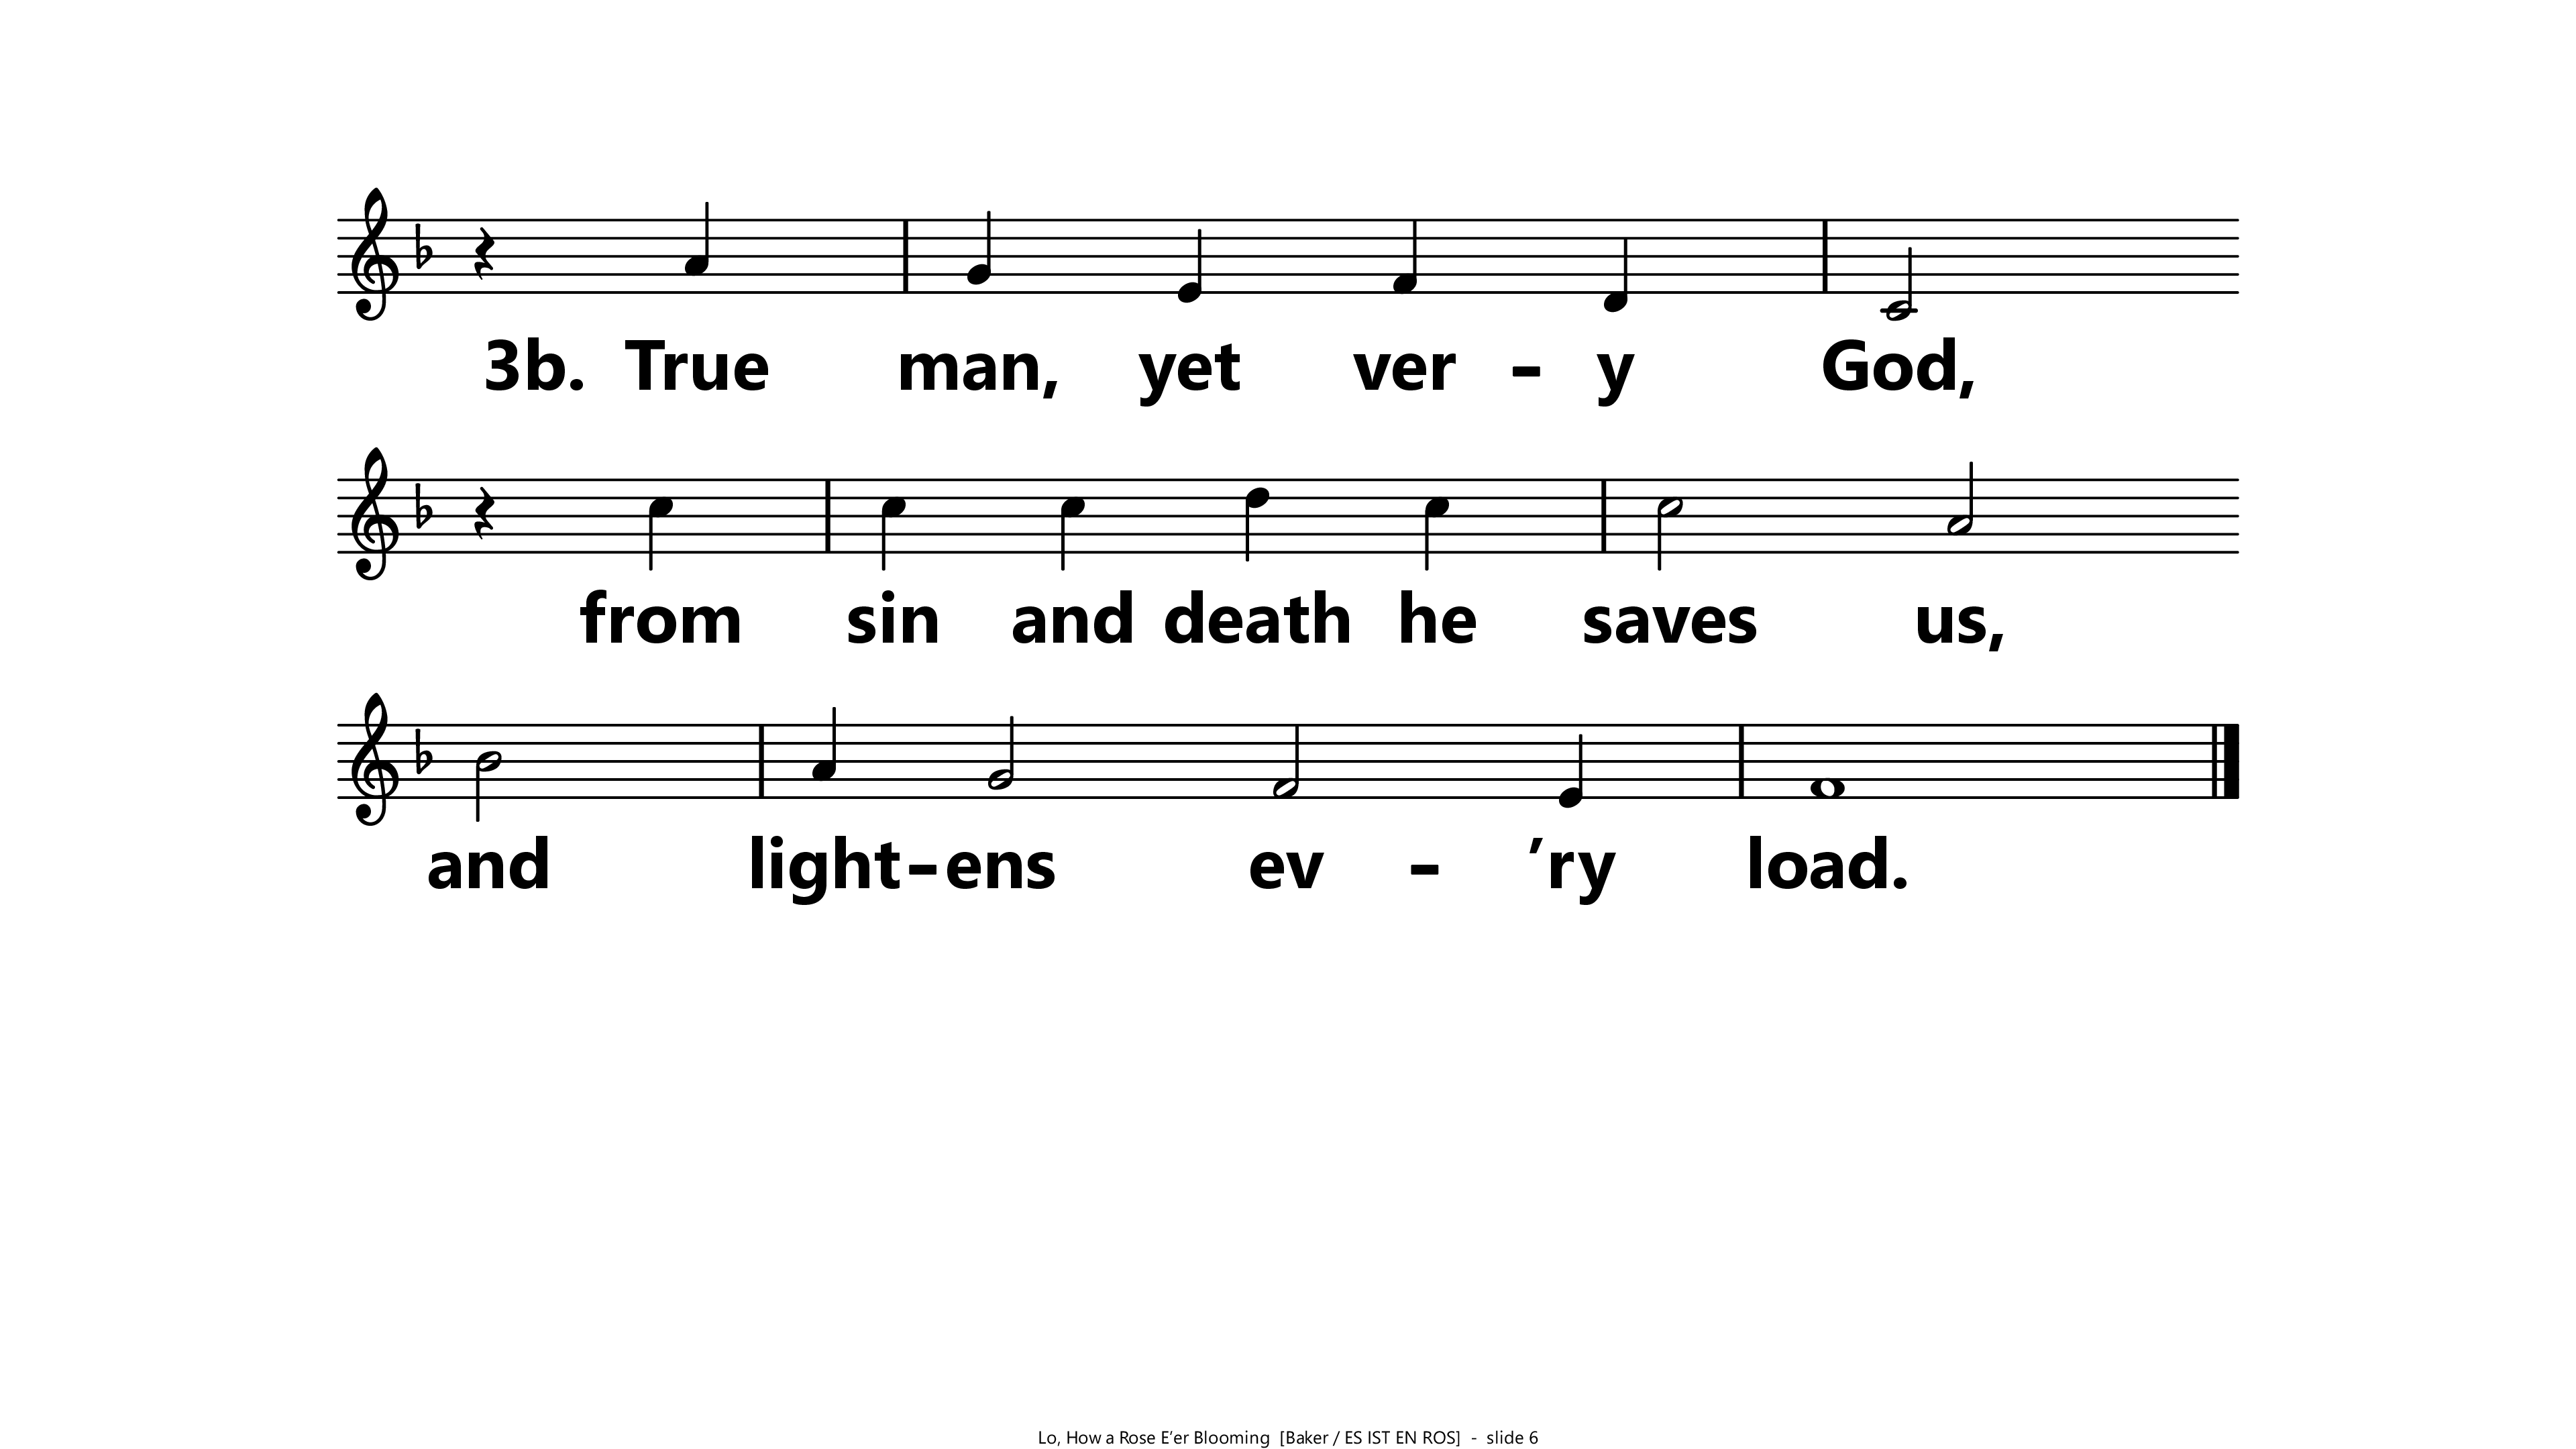 3b. True man, yet ver - y God,
from sin and death he saves us,
and light-ens ev - ’ry load.
Lo, How a Rose E’er Blooming [Baker / ES IST EN ROS] - slide 6